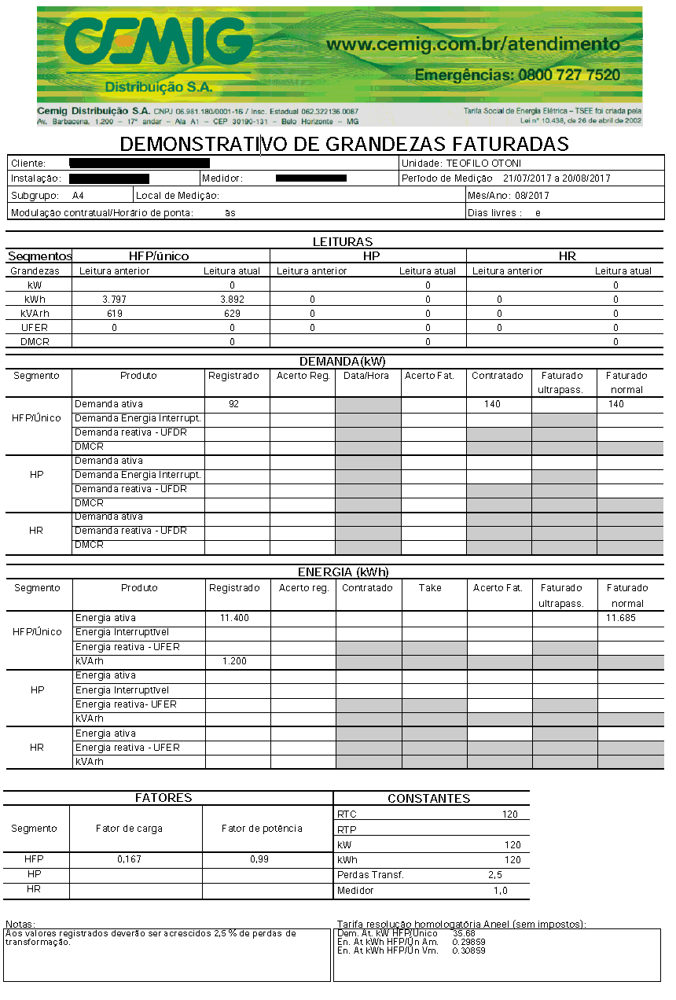 CEMIG
Distribuição S.A.
www.cemig.com.br/atendimento
Emergências: 0800 727 7520
Cemig Distribuição S.A. CNPJ 06.981.180/0001-16 / Insc. Estadual 062.322136.0087
Av. Barbacena, 1.200 – 17º andar – Ala A1 – CEP 30190-131 – Belo Horizonte – MG
Tarifa Social de Energia Elétrica – TSEE foi criada pela
Lei nº 10.438, de 26 de abril de 2002
DEMONSTRATIVO DE GRANDEZAS FATURADAS
Cliente: Unidade: TEOFILO OTONI
Instalação: Medidor: Período de Medição 21/07/2017 a 20/08/2017
Subgrupo: A4 Local de Medição: Mês/Ano: 08/2017
Modulação contratual/Horário de ponta: às Dias livres : e
LEITURAS
Segmentos HFP/único HP HR
Grandezas Leitura anterior Leitura atual Leitura anterior Leitura atual Leitura anterior Leitura atual
kW 0 0 0
kWh 3.797 3.892 0 0 0 0
kVArh 619 629 0 0 0 0
UFER 0 0 0 0 0 0
DMCR 0 0 0
DEMANDA(kW)
Segmento Produto Registrado Acerto Reg. Data/Hora Acerto Fat. Contratado Faturado ultrapass. Faturado normal
HFP/Único
Demanda ativa 92 140 140
Demanda Energia Interrupt.
Demanda reativa - UFDR
DMCR
HP
Demanda ativa
Demanda Energia Interrupt.
Demanda reativa - UFDR
DMCR
HR
Demanda ativa
Demanda reativa - UFDR
DMCR
ENERGIA (kWh)
Segmento Produto Registrado Acerto reg. Contratado Take Acerto Fat. Faturado ultrapass. Faturado normal
HFP/Único
Energia ativa 11.400 11.685
Energia Interruptível
Energia reativa - UFER
kVArh 1.200
HP
Energia ativa
Energia Interruptível
Energia reativa- UFER
kVArh
HR
Energia ativa
Energia reativa - UFER
kVArh
FATORES
Segmento Fator de carga Fator de potência
HFP 0,167 0,99
HP
HR
CONSTANTES
RTC 120
RTP
kW 120
kWh 120
Perdas Transf. 2,5
Medidor 1,0
Notas:
Aos valores registrados deverão ser acrescidos 2,5 % de perdas de
transformação.
Tarifa resolução homologatória Aneel (sem impostos):
Dem. At. kW HFP/Único 35.68
En. At kWh HFP/Ún Am. 0.29859
En. At kWh HFP/Ún Vm. 0.30859